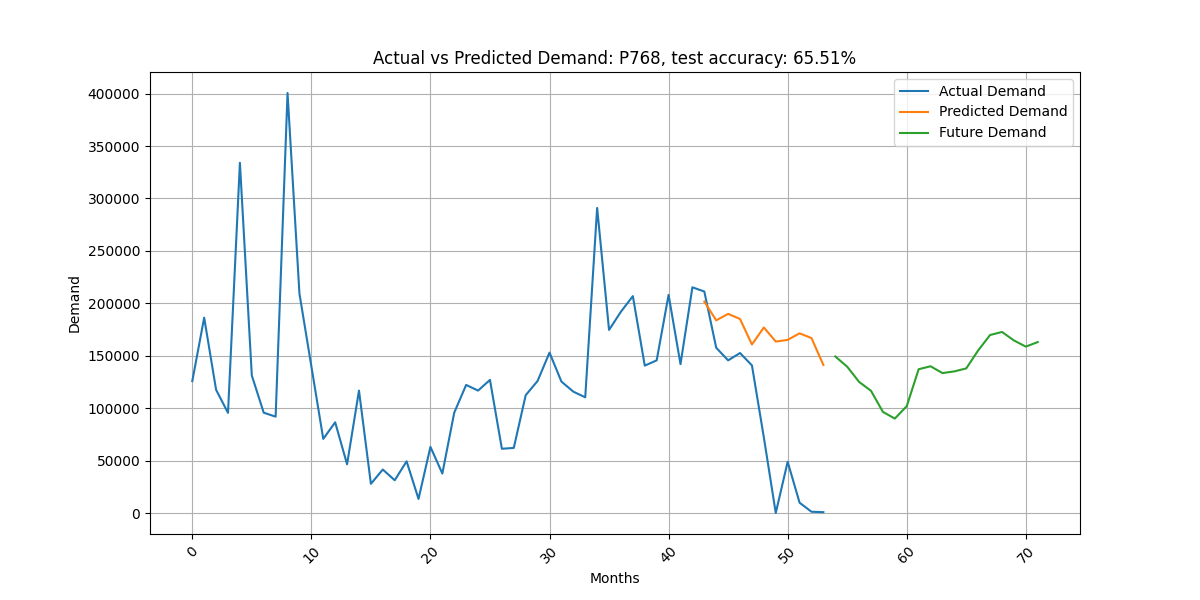 Actual vs Predicted Demand: P768, test accuracy: 65.51%
Actual Demand
Predicted Demand
Future Demand
Demand
400000
350000
300000
250000
200000
150000
100000
50000
0
0
10
20
30
40
50
60
70
Months